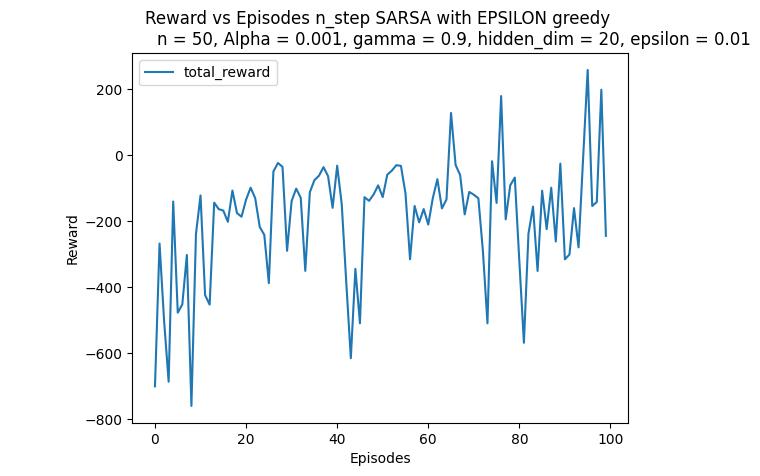 Reward vs Episodes n_step SARSA with EPSILON greedy
n = 50, Alpha = 0.001, gamma = 0.9, hidden_dim = 20, epsilon = 0.01
total_reward
200
0
−200
−400
−600
−800
Reward
0 20 40 60 80 100
Episodes